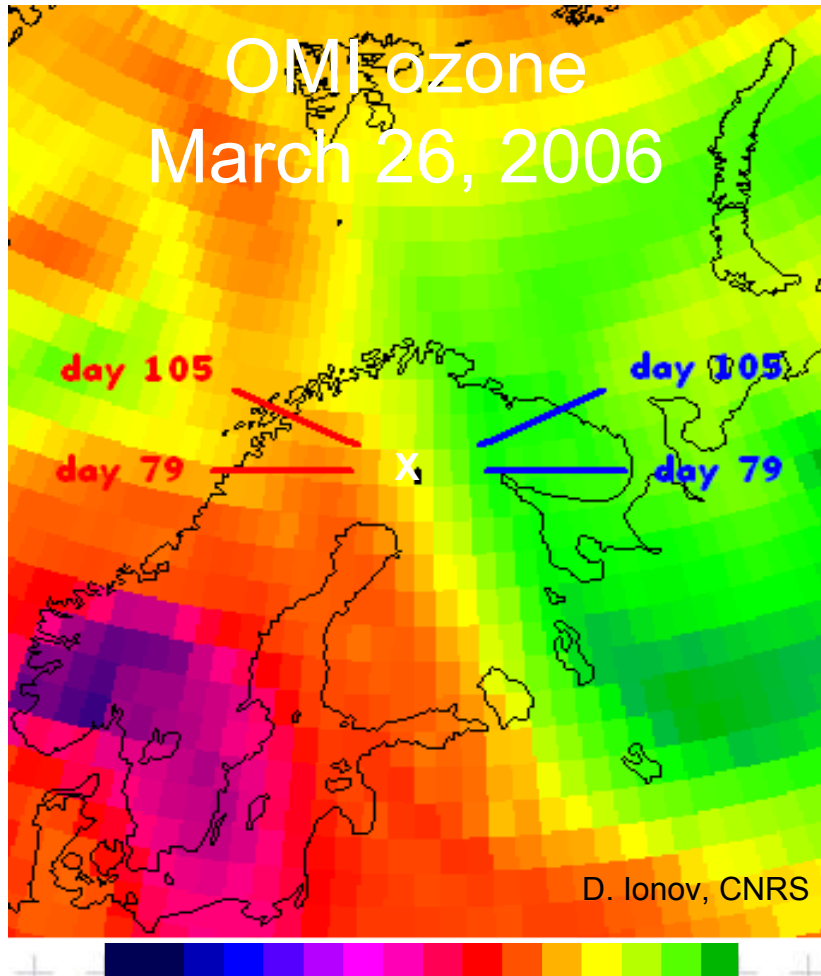 OMI ozone
March 26, 2006
day 105 day 105
day 79 X day 79
D. Ionov, CNRS